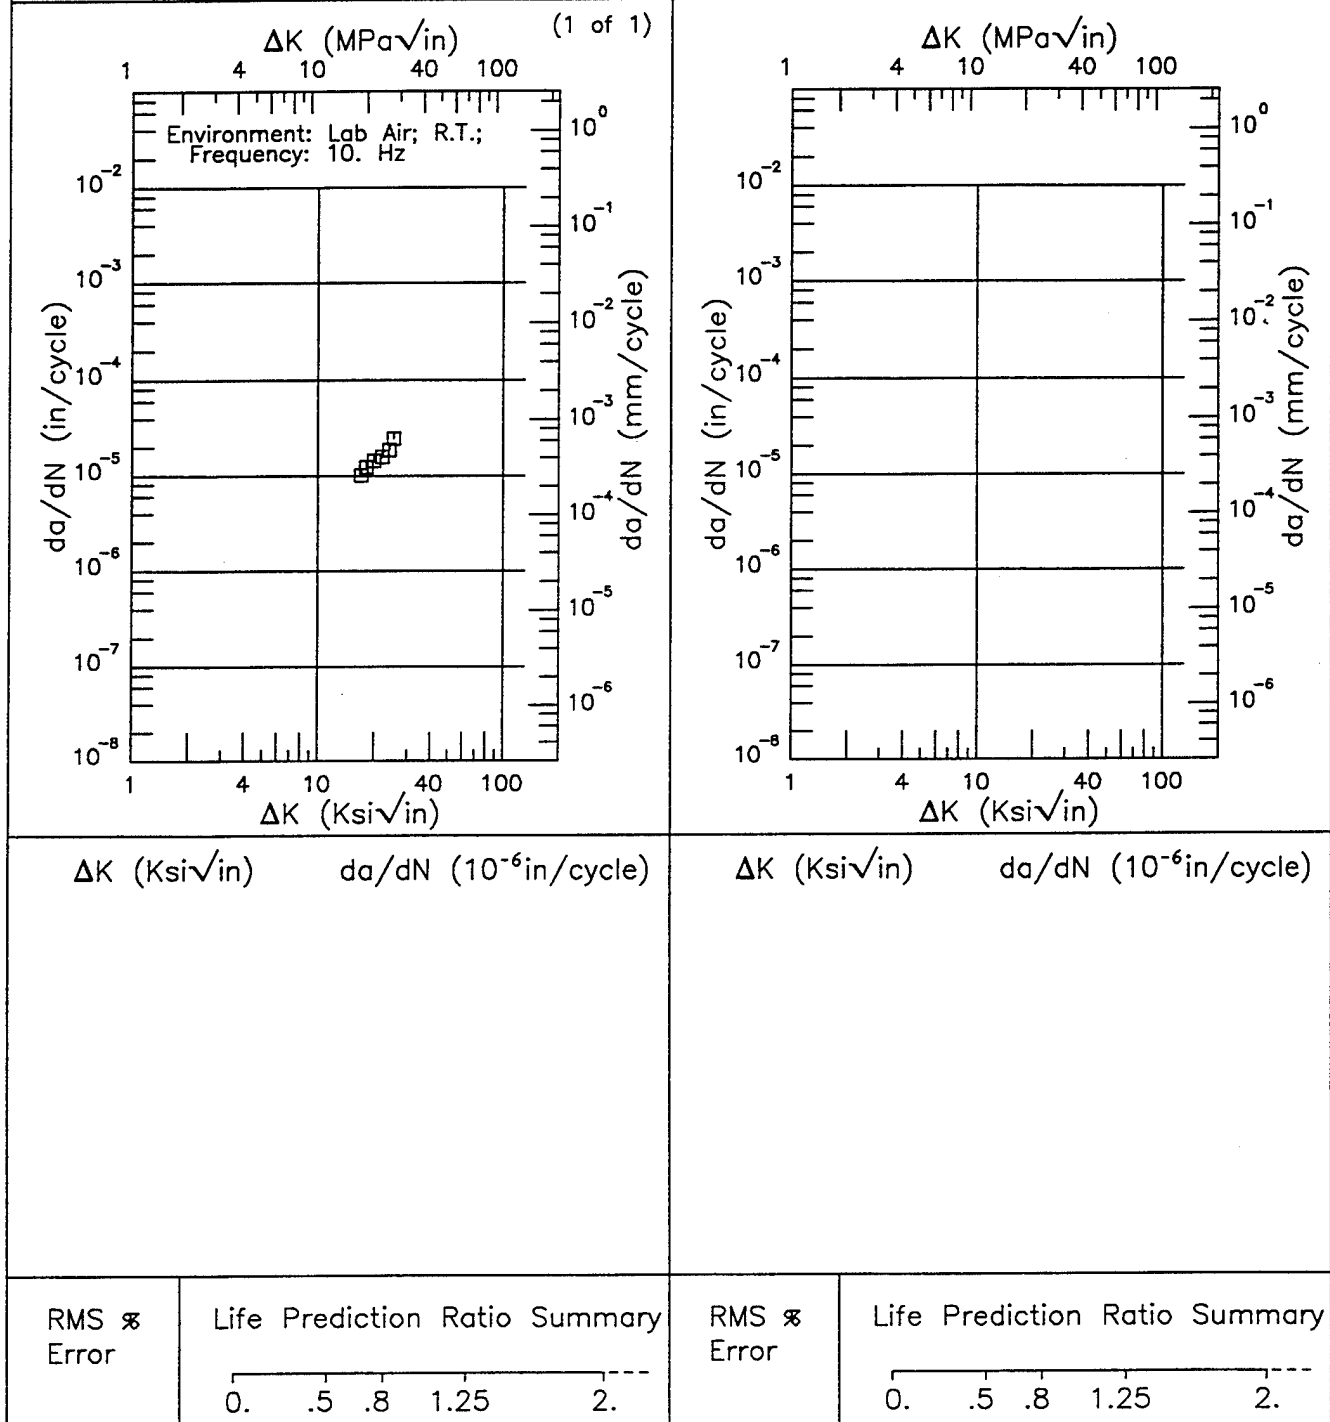 (1 of 1)
ΔK (MPa√in)
1 4 10 40 100
Environment: Lab Air; R.T.;
Frequency: 10. Hz
da/dN (in/cycle)
10⁻²
10⁻³
10⁻⁴
10⁻⁵
10⁻⁶
10⁻⁷
10⁻⁸
10⁰
10⁻¹
10⁻²
10⁻³
10⁻⁴
10⁻⁵
10⁻⁶
da/dN (mm/cycle)
1 4 10 40 100
ΔK (Ksi√in)
ΔK (MPa√in)
1 4 10 40 100
da/dN (in/cycle)
10⁻²
10⁻³
10⁻⁴
10⁻⁵
10⁻⁶
10⁻⁷
10⁻⁸
10⁰
10⁻¹
10⁻²
10⁻³
10⁻⁴
10⁻⁵
10⁻⁶
da/dN (mm/cycle)
1 4 10 40 100
ΔK (Ksi√in)
ΔK (Ksi√in) da/dN (10⁻⁶in/cycle)
ΔK (Ksi√in) da/dN (10⁻⁶in/cycle)
RMS %
Error
Life Prediction Ratio Summary
0. .5 .8 1.25 2.
RMS %
Error
Life Prediction Ratio Summary
0. .5 .8 1.25 2.